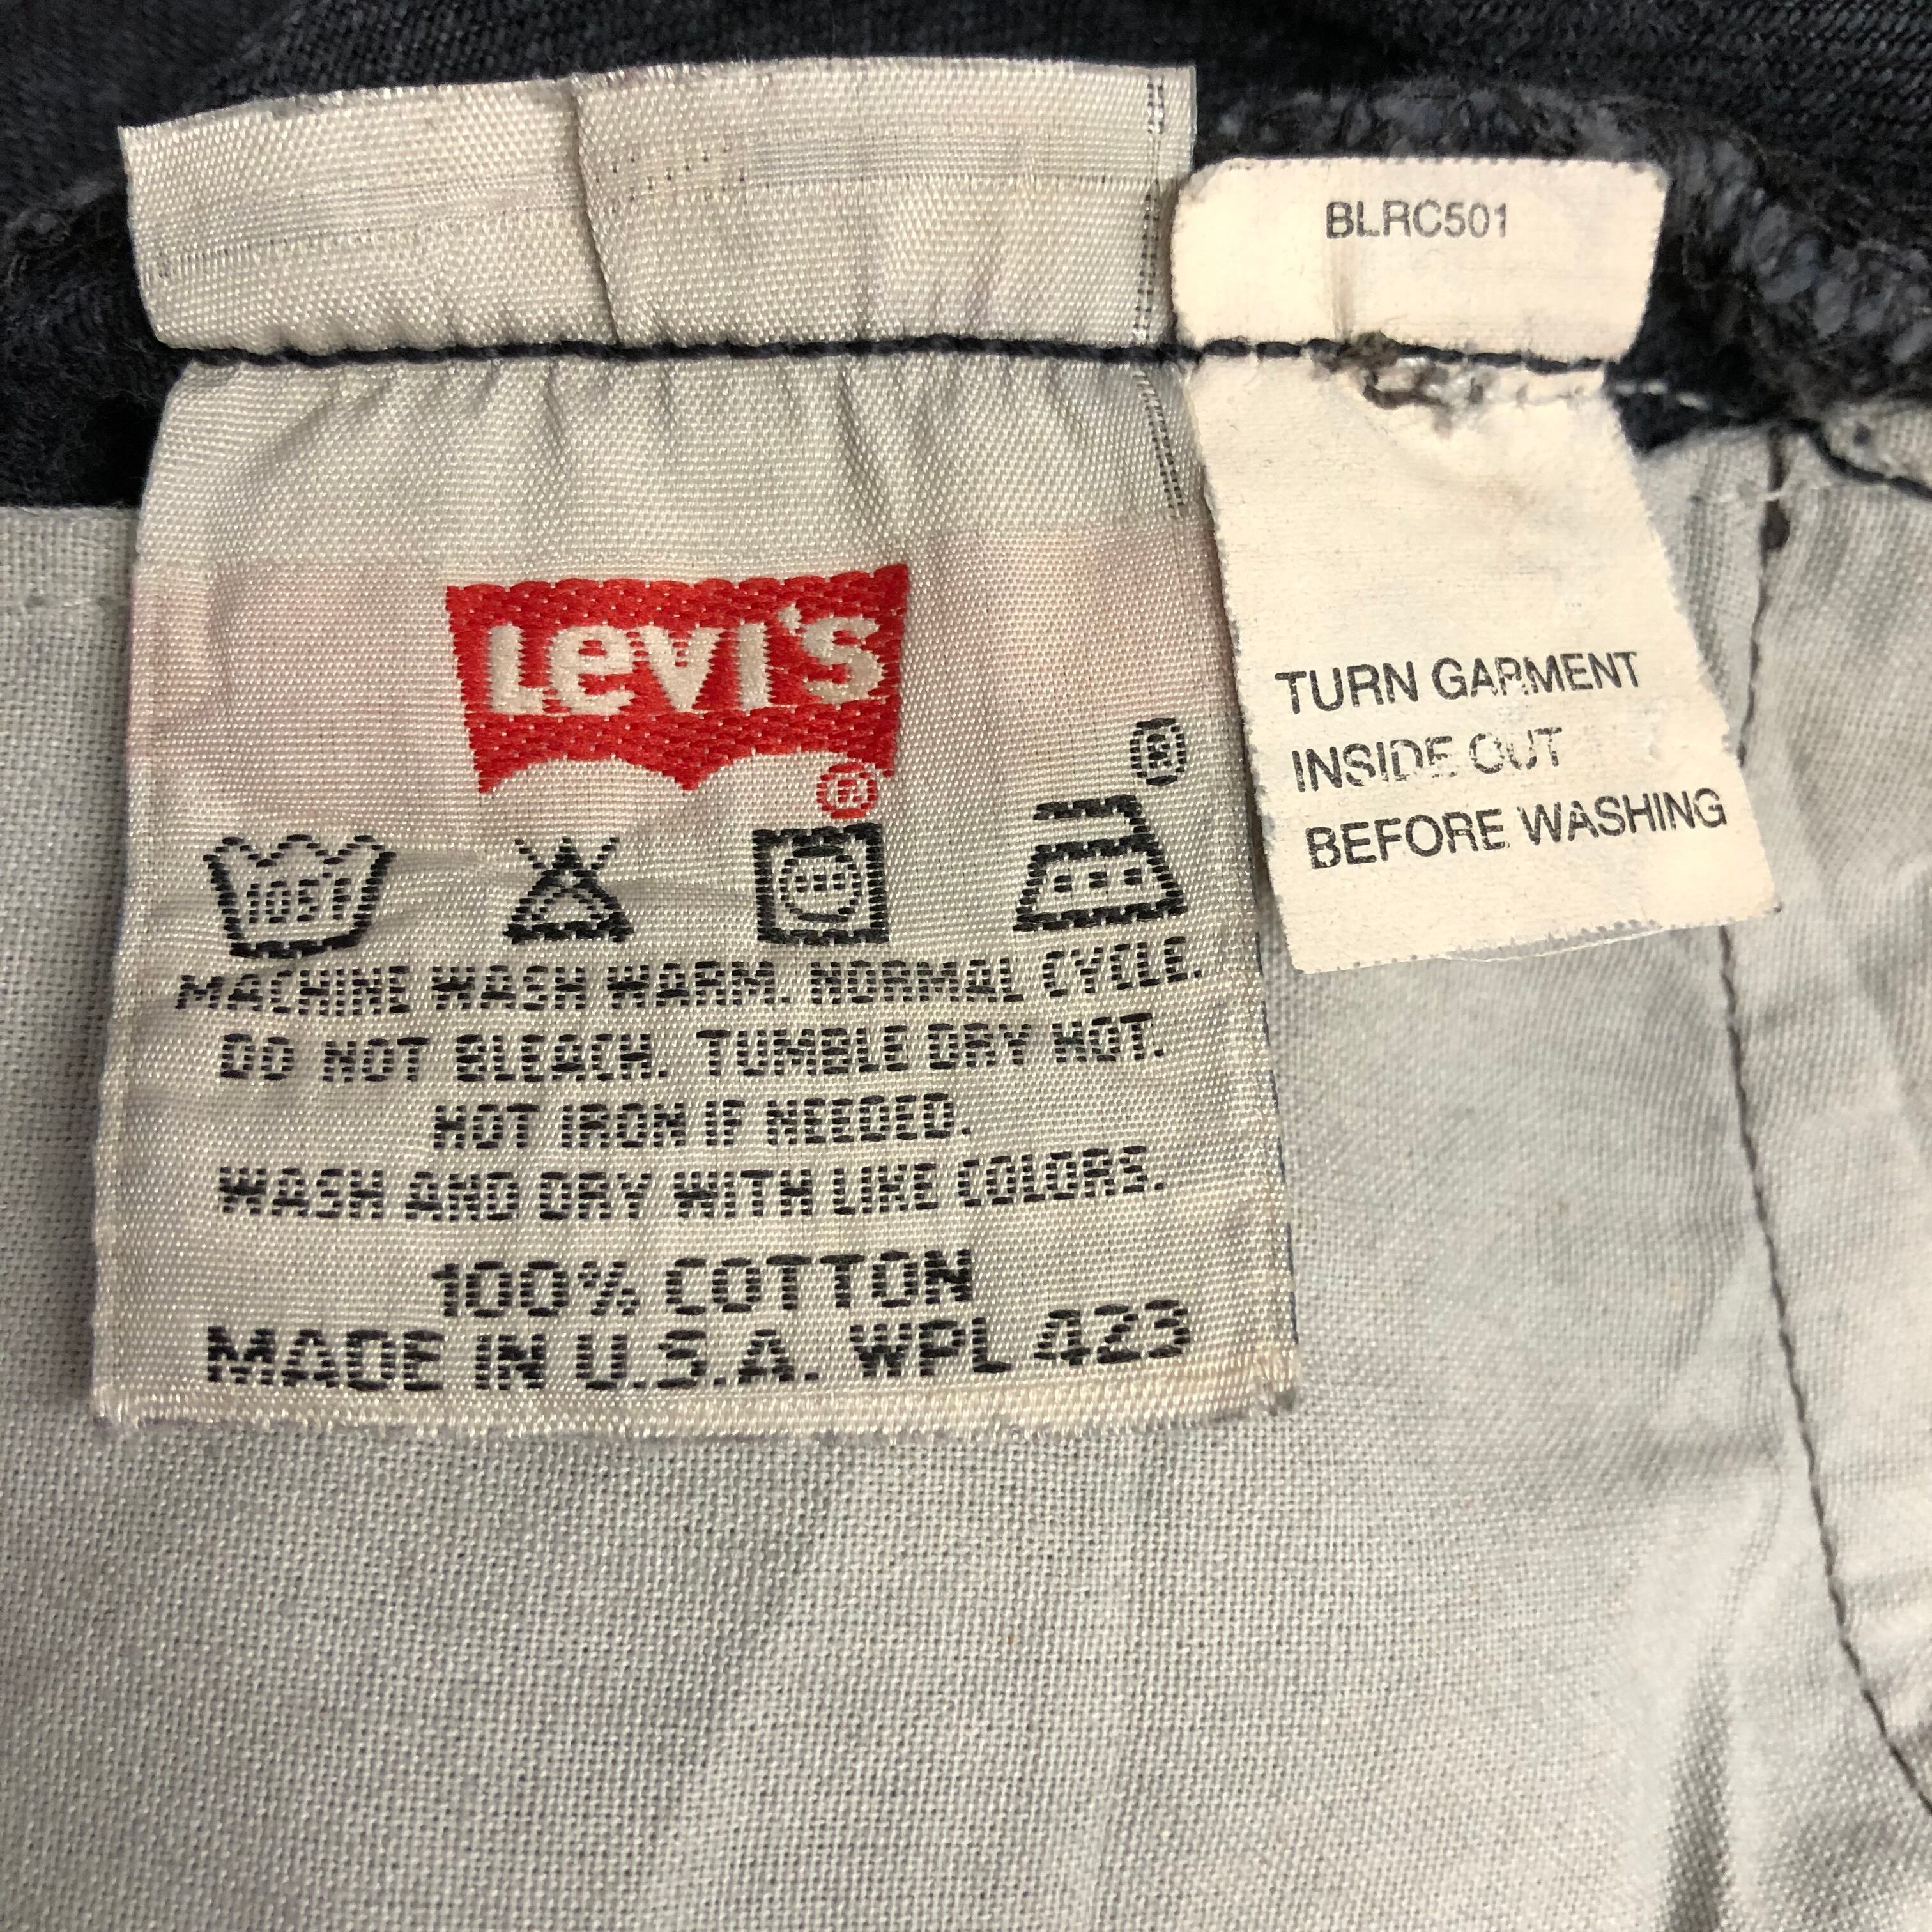 BLRC501
TURN GARMENT
INSIDE OUT
BEFORE WASHING
Levi's
®
®
105°F
MACHINE WASH WARM. NORMAL CYCLE.
DO NOT BLEACH. TUMBLE DRY HOT.
HOT IRON IF NEEDED.
WASH AND DRY WITH LIKE COLORS.
100% COTTON
MADE IN U.S.A. WPL 423